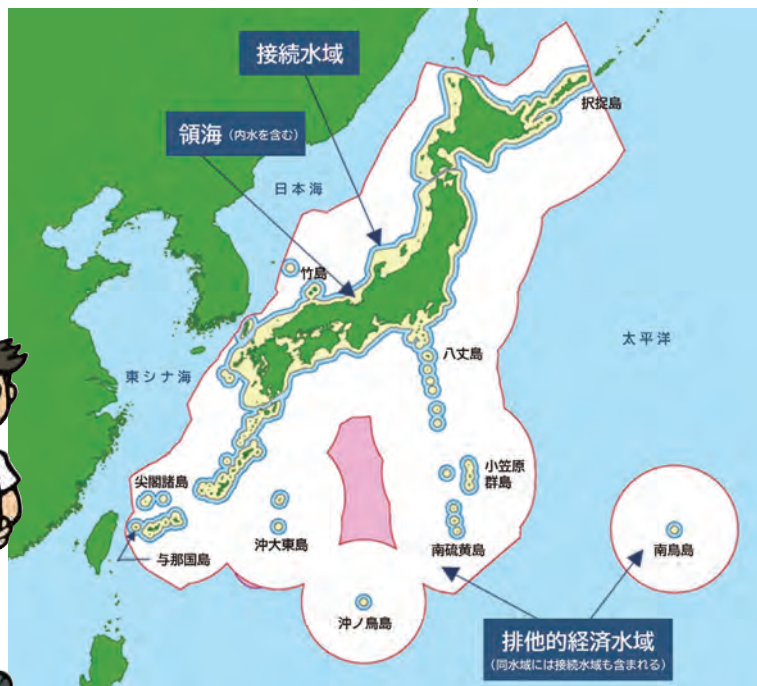 接続水域
択捉島
領海（内水を含む）
日本海
竹島
太平洋
八丈島
東シナ海
小笠原
群島
尖閣諸島
沖大東島
南硫黄島
南鳥島
与那国島
沖ノ鳥島
排他的経済水域
（同水域には接続水域も含まれる）